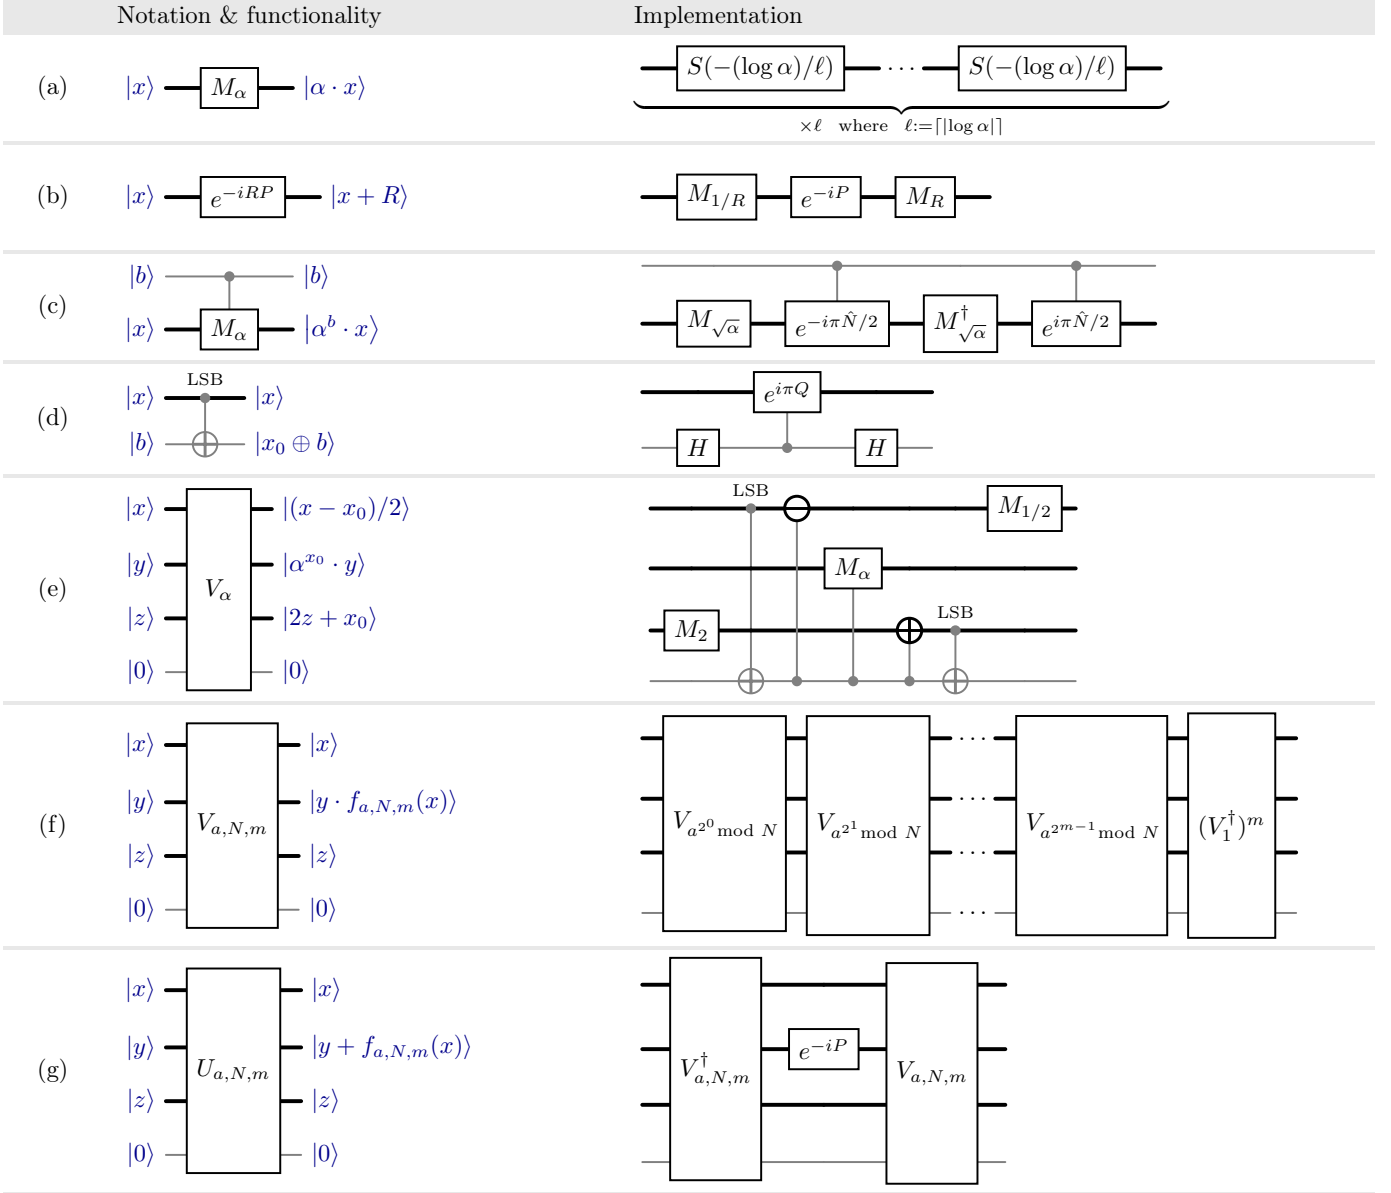 Notation & functionality Implementation
(a) |x⟩ M_α |α · x⟩ S(−(log α)/ℓ) ··· S(−(log α)/ℓ)
×ℓ where ℓ:=⌈|log α|⌉
(b) |x⟩ e^{−iRP} |x + R⟩ M_{1/R} e^{−iP} M_R
(c) |b⟩ |b⟩
|x⟩ M_α |α^b · x⟩ M_{√α} e^{−iπN̂/2} M^†_{√α} e^{iπN̂/2}
LSB
(d) |x⟩ |x⟩ e^{iπQ}
|b⟩ |x_0 ⊕ b⟩ H H
LSB
|x⟩ |(x − x_0)/2⟩ M_{1/2}
|y⟩ |α^{x_0} · y⟩ M_α
(e) V_α
|z⟩ |2z + x_0⟩ M_2 LSB
|0⟩ |0⟩
|x⟩ |x⟩ ···
|y⟩ |y · f_{a,N,m}(x)⟩ ···
(f) V_{a,N,m} V_{a^{2^0} mod N} V_{a^{2^1} mod N} V_{a^{2^{m−1}} mod N} (V_1^†)^m
|z⟩ |z⟩ ···
|0⟩ |0⟩ ···
|x⟩ |x⟩
|y⟩ |y + f_{a,N,m}(x)⟩ e^{−iP}
(g) U_{a,N,m} V^†_{a,N,m} V_{a,N,m}
|z⟩ |z⟩
|0⟩ |0⟩